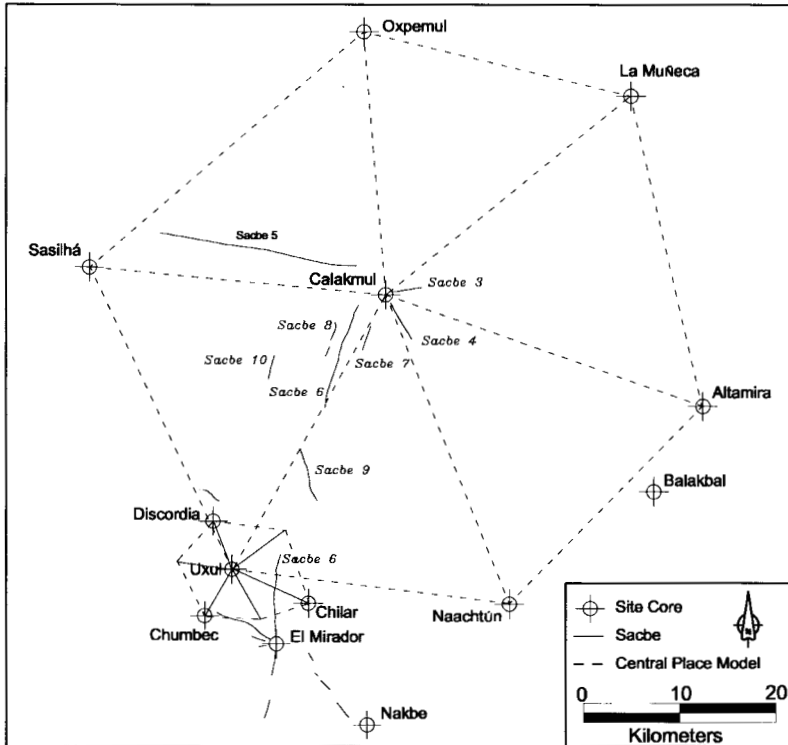 Oxpemul
La Muñeca
Sacbe 5
Sasilhá
Calakmul
Sacbe 3
Sacbe 8
Sacbe 4
Sacbe 10
Sacbe 7
Sacbe 6
Altamira
Sacbe 9
Balakbal
Discordia
Sacbe 6
Uxul
Chilar
Naachtún
Chumbec
El Mirador
Nakbe
Site Core
Sacbe
Central Place Model
0 10 20
Kilometers